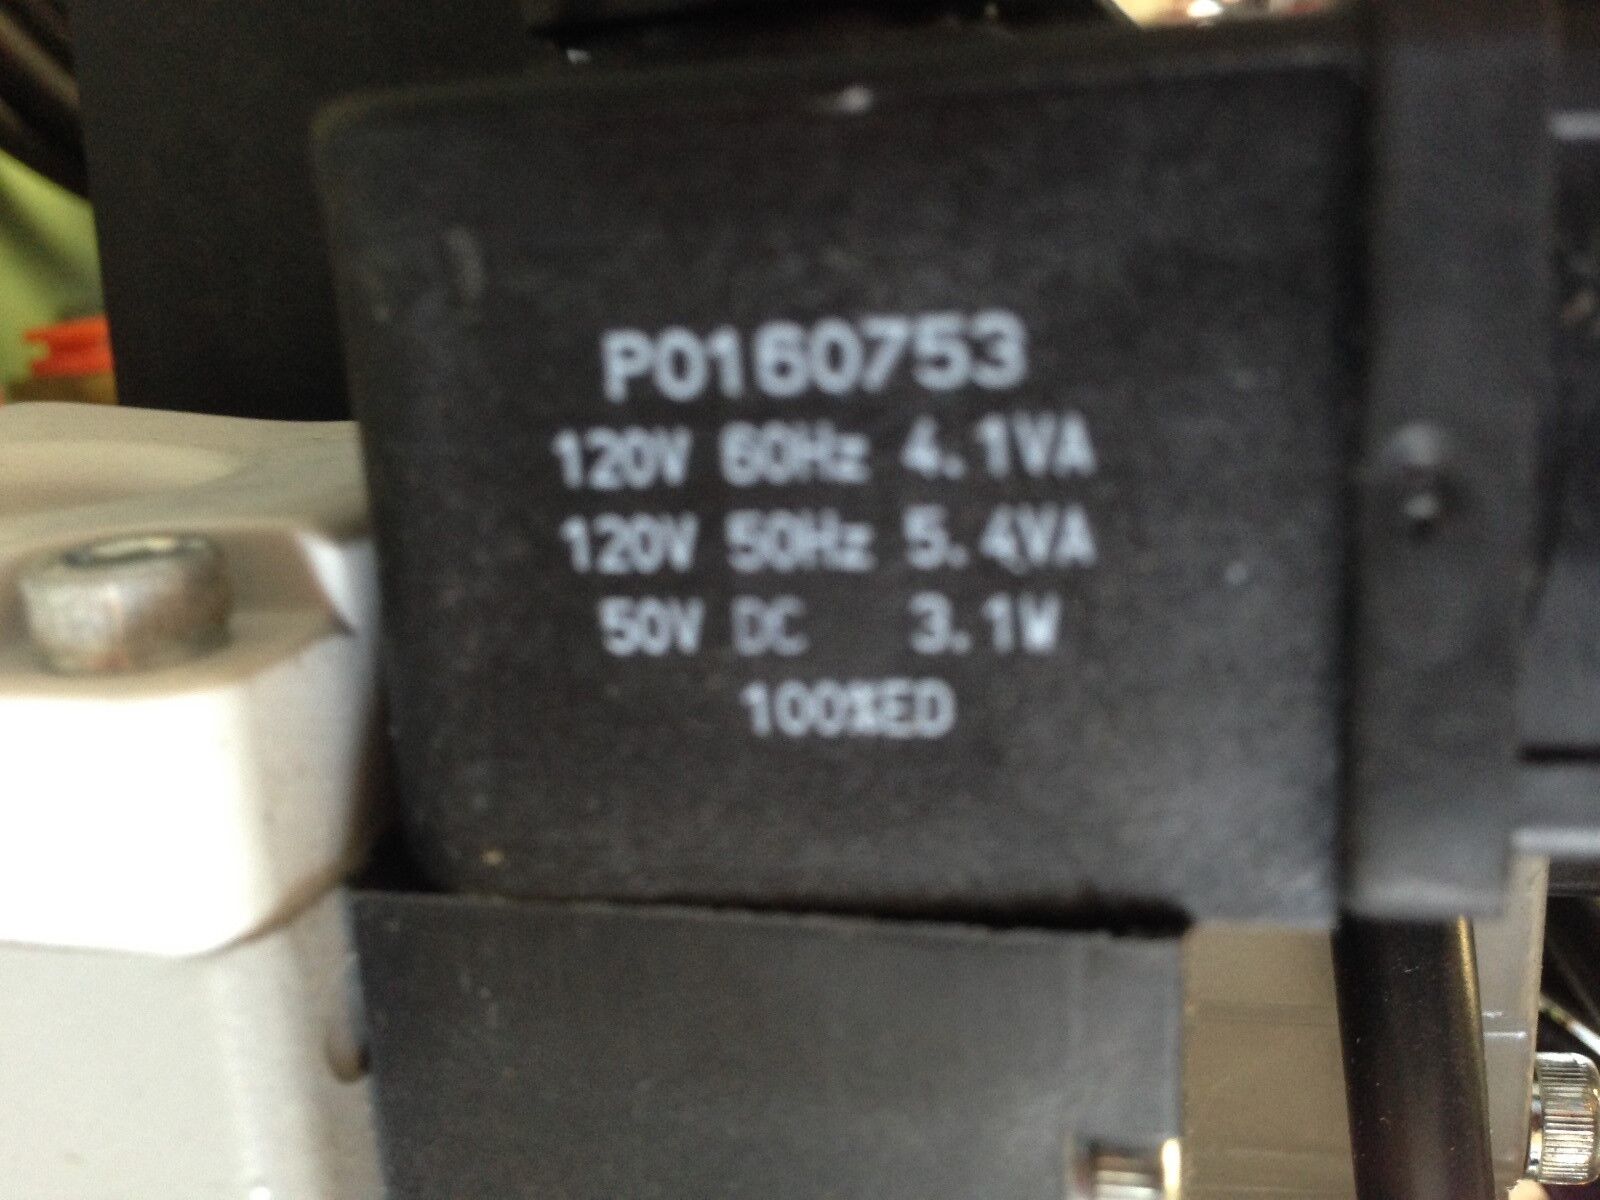 P0160753
120V 60Hz 4.1VA
120V 50Hz 5.4VA
50V DC 3.1W
100%ED